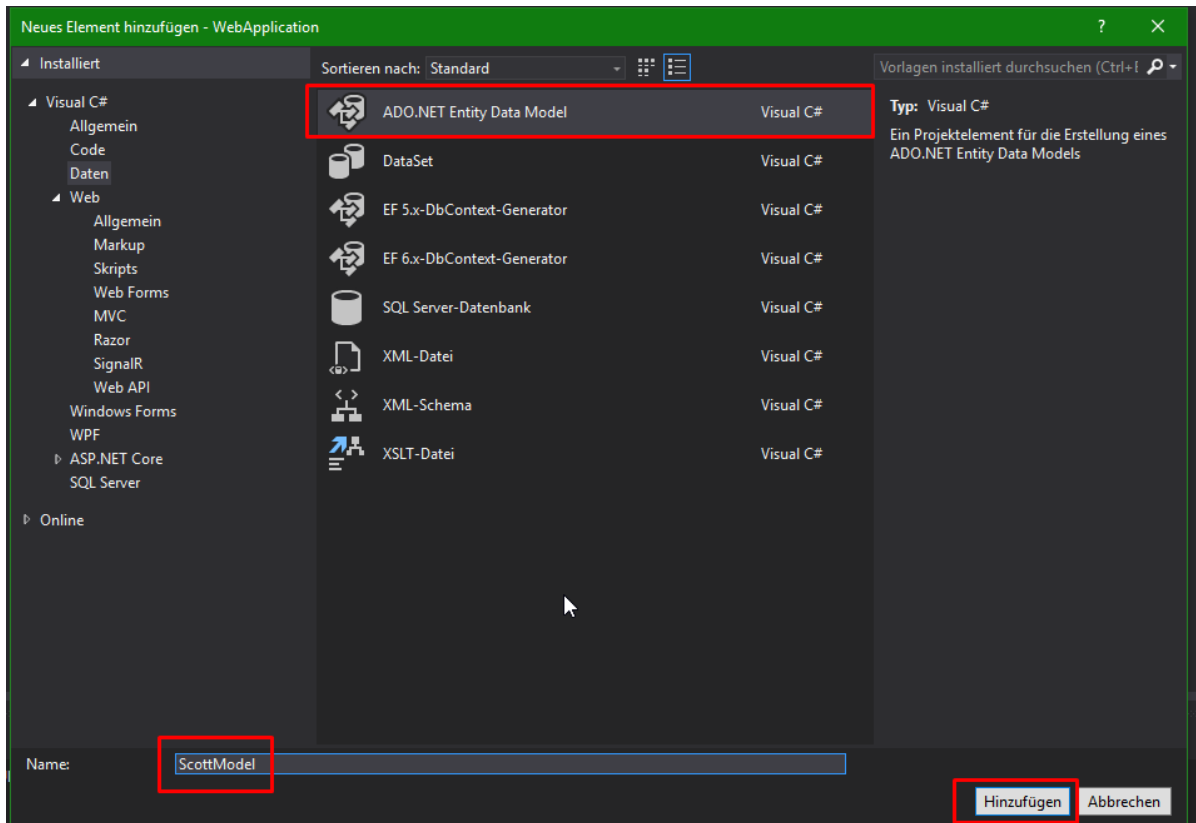 Neues Element hinzufügen - WebApplication
?
Installiert
Sortieren nach: Standard
Vorlagen installiert durchsuchen (Ctrl+E
Visual C#
Allgemein
Code
Daten
Web
Allgemein
Markup
Skripts
Web Forms
MVC
Razor
SignalR
Web API
Windows Forms
WPF
ASP.NET Core
SQL Server
Online
ADO.NET Entity Data Model Visual C#
DataSet Visual C#
EF 5.x-DbContext-Generator Visual C#
EF 6.x-DbContext-Generator Visual C#
SQL Server-Datenbank Visual C#
XML-Datei Visual C#
XML-Schema Visual C#
XSLT-Datei Visual C#
Typ: Visual C#
Ein Projektelement für die Erstellung eines
ADO.NET Entity Data Models
Name: ScottModel
Hinzufügen Abbrechen